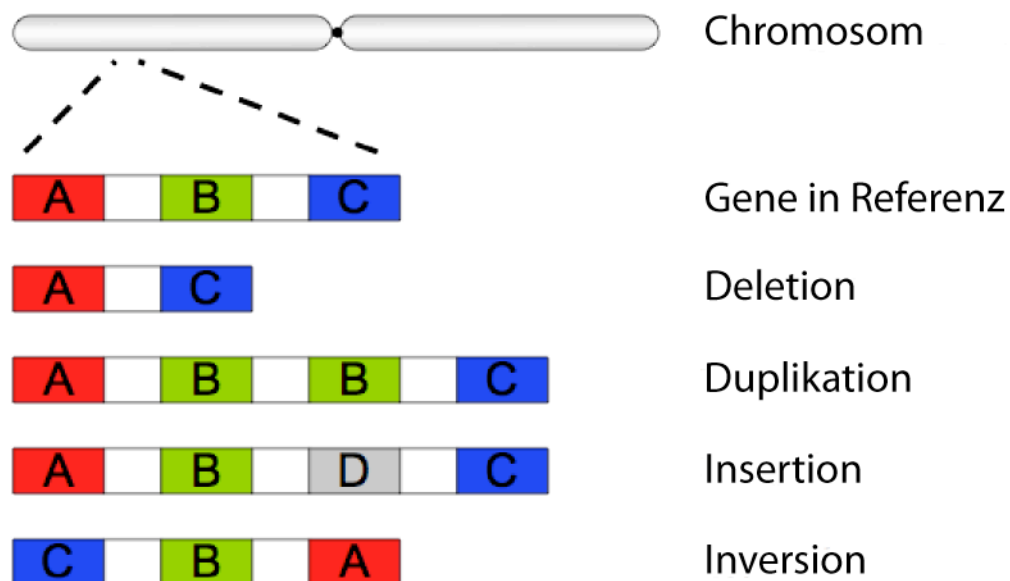 Chromosom
A B C Gene in Referenz
A C Deletion
A B B C Duplikation
A B D C Insertion
C B A Inversion